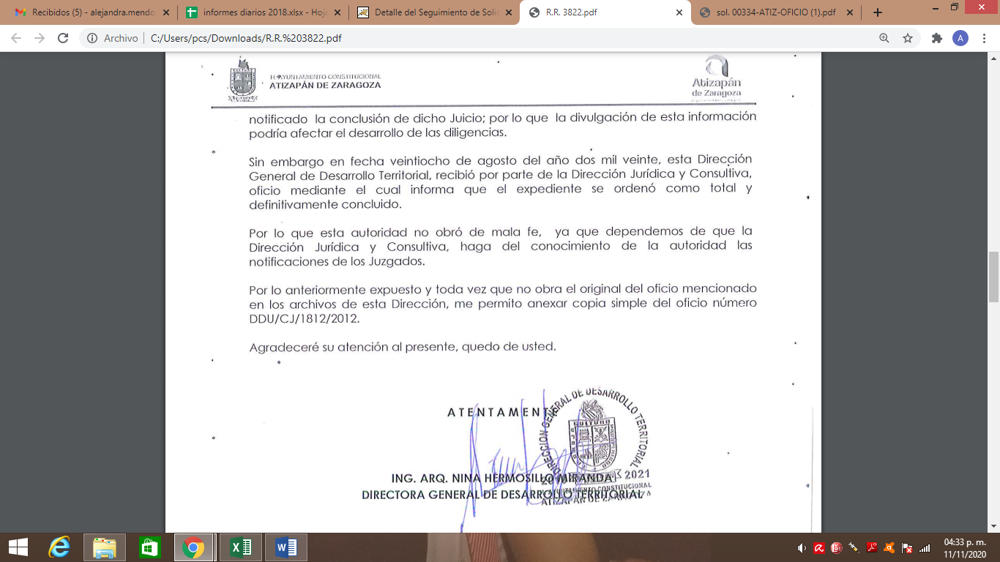 Recibidos (5) - alejandra.mendo
informes diarios 2018.xlsx - Hoja
Detalle del Seguimiento de Solic
R.R. 3822.pdf
sol. 00334-ATIZ-OFICIO (1).pdf
Archivo
C:/Users/pcs/Downloads/R.R.%203822.pdf
A
H. AYUNTAMIENTO CONSTITUCIONAL
ATIZAPÁN DE ZARAGOZA
Atizapán
de Zaragoza
notificado la conclusión de dicho Juicio; por lo que la divulgación de esta información
podría afectar el desarrollo de las diligencias.
Sin embargo en fecha veintiocho de agosto del año dos mil veinte, esta Dirección
General de Desarrollo Territorial, recibió por parte de la Dirección Jurídica y Consultiva,
oficio mediante el cual informa que el expediente se ordenó como total y
definitivamente concluido.
Por lo que esta autoridad no obró de mala fe, ya que dependemos de que la
Dirección Jurídica y Consultiva, haga del conocimiento de la autoridad las
notificaciones de los Juzgados.
Por lo anteriormente expuesto y toda vez que no obra el original del oficio mencionado
en los archivos de esta Dirección, me permito anexar copia simple del oficio número
DDU/CJ/1812/2012.
Agradeceré su atención al presente, quedo de usted.
A T E N T A M E N T
DIRECCION GENERAL DE DESARROLLO TERRITORIAL
CULTURA
ING. ARQ. NINA HERMOSILLO MIRANDA
2021
DIRECTORA GENERAL DE DESARROLLO TERRITORIAL
AYUNTAMIENTO CONSTITUCIONAL
ATIZAPÁN DE ZARAGOZA
04:33 p. m.
11/11/2020